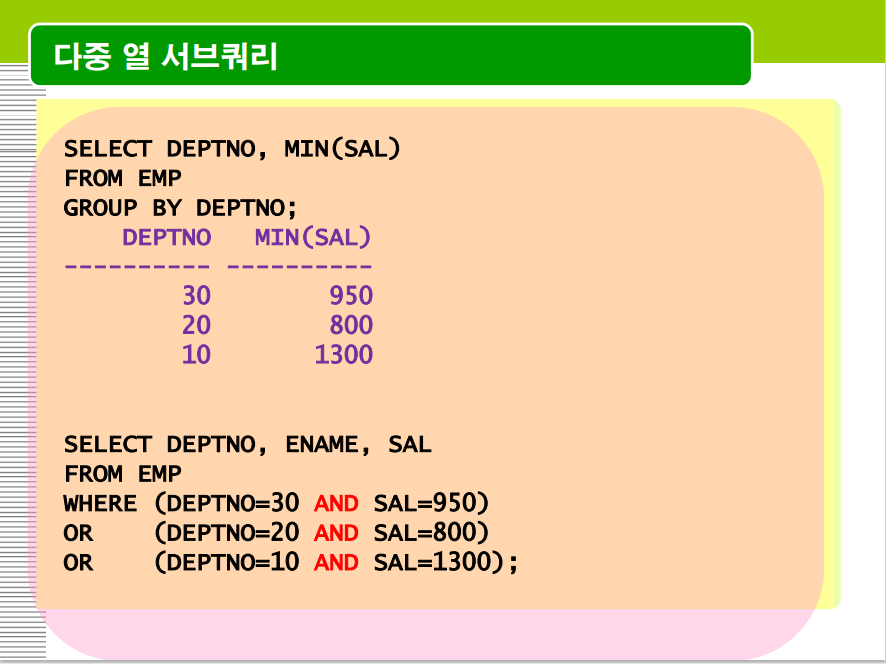 다중 열 서브쿼리
SELECT DEPTNO, MIN(SAL)
FROM EMP
GROUP BY DEPTNO;
    DEPTNO   MIN(SAL)
---------- ----------
        30        950
        20        800
        10       1300
SELECT DEPTNO, ENAME, SAL
FROM EMP
WHERE (DEPTNO=30 AND SAL=950)
OR    (DEPTNO=20 AND SAL=800)
OR    (DEPTNO=10 AND SAL=1300);